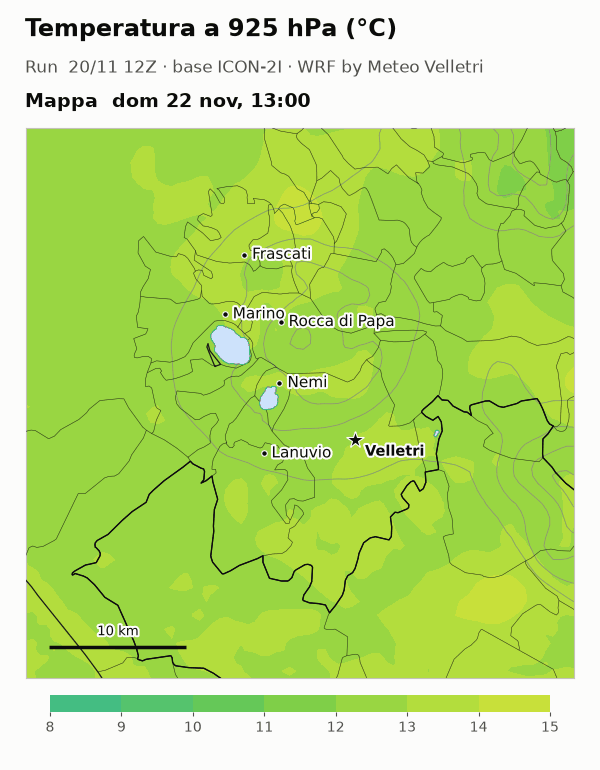 Temperatura a 925 hPa (°C)
Run  20/11 12Z · base ICON-2I · WRF by Meteo Velletri
Mappa  dom 22 nov, 13:00
Frascati
Marino
Rocca di Papa
Nemi
Velletri
Lanuvio
10 km
8 9 10 11 12 13 14 15